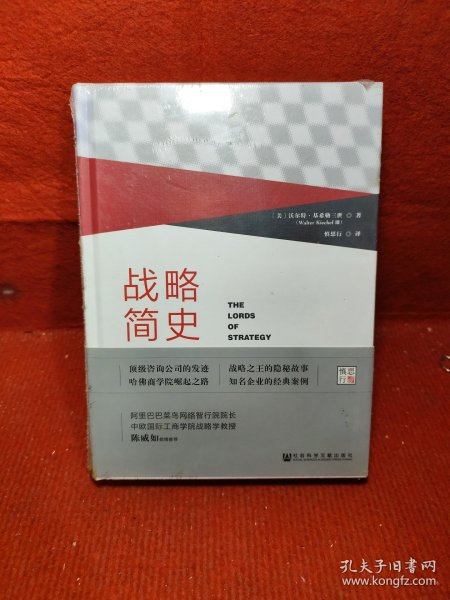 〔美〕沃尔特·基希勒三世 ◎ 著
(Walter Kiechel Ⅲ)
慎思行 ◎ 译
战略
简史
THE
LORDS
OF
STRATEGY
顶级咨询公司的发迹 战略之王的隐秘故事
哈佛商学院崛起之路 知名企业的经典案例
慎思行
阿里巴巴菜鸟网络智行院院长
中欧国际工商学院战略学教授
陈威如
社会科学文献出版社
孔夫子旧书网
www.kongfz.com